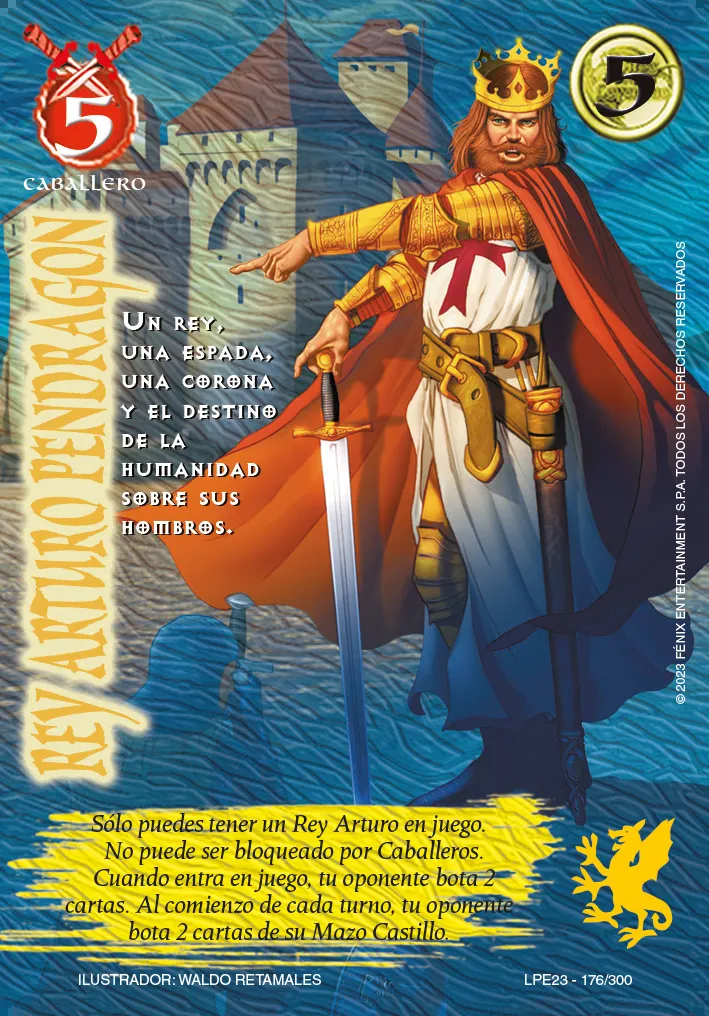 5
5
CABALLERO
REY ARTURO PENDRAGON
UN REY,
UNA ESPADA,
UNA CORONA
Y EL DESTINO
DE LA
HUMANIDAD
SOBRE SUS
HOMBROS.
© 2023 FÉNIX ENTERTAINMENT S.P.A. TODOS LOS DERECHOS RESERVADOS
Sólo puedes tener un Rey Arturo en juego.
No puede ser bloqueado por Caballeros.
Cuando entra en juego, tu oponente bota 2
cartas. Al comienzo de cada turno, tu oponente
bota 2 cartas de su Mazo Castillo.
ILUSTRADOR: WALDO RETAMALES
LPE23 - 176/300